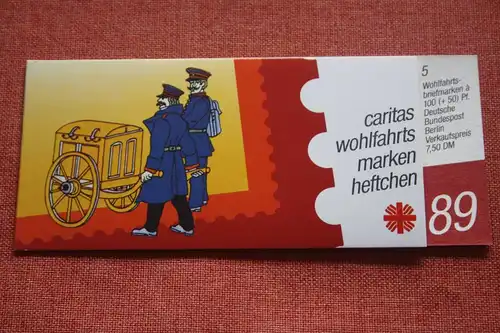 caritas
wohlfahrts
marken
heftchen
5
Wohlfahrts-
briefmarken à
100 (+ 50) Pf.
Deutsche
Bundespost
Berlin
Verkaufspreis
7,50 DM
89